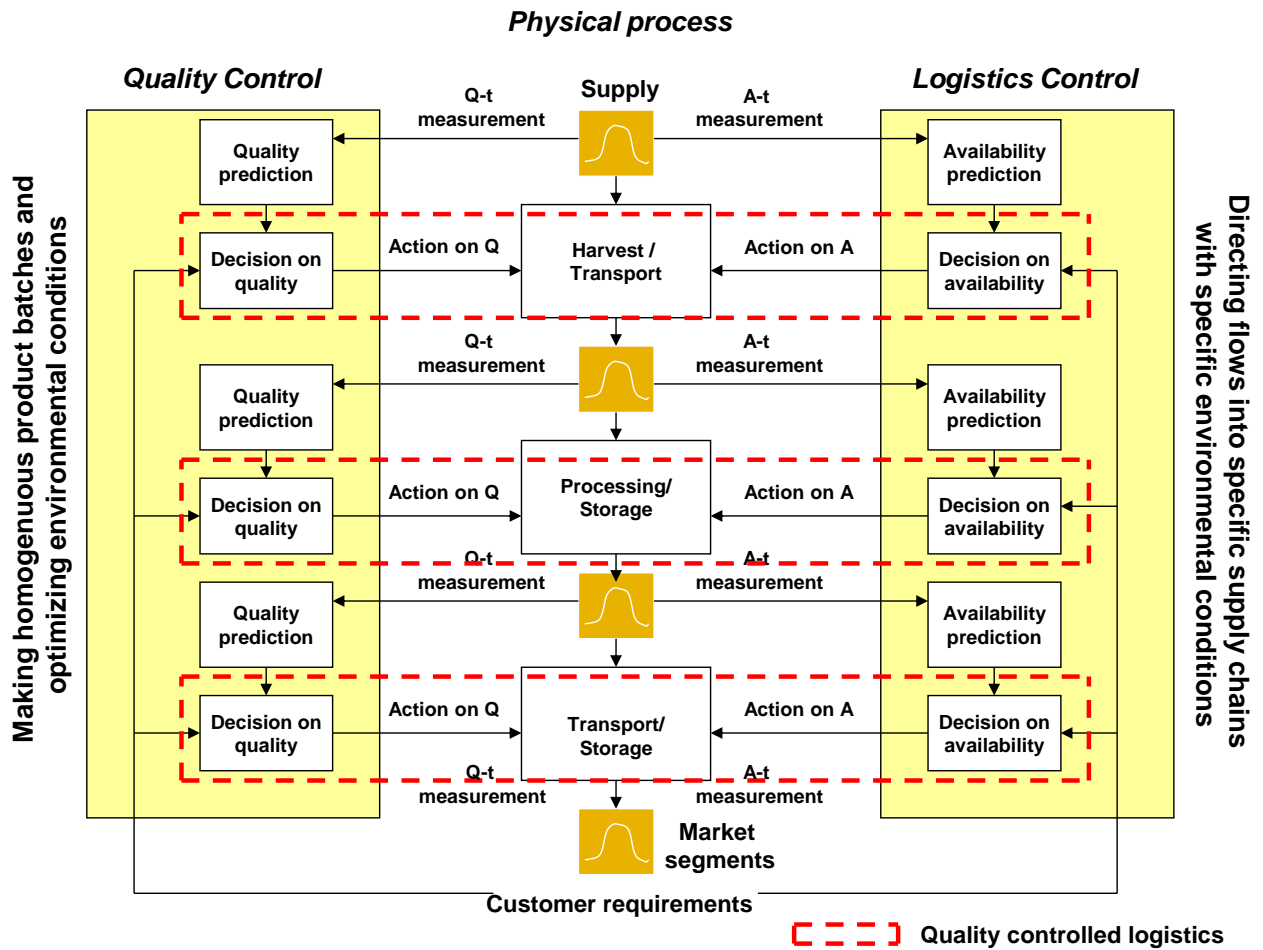 Physical process
Quality Control
Supply
Logistics Control
Q-t
measurement
A-t
measurement
Quality
prediction
Availability
prediction
Decision on
quality
Action on Q
Harvest /
Transport
Action on A
Decision on
availability
Q-t
measurement
A-t
measurement
Quality
prediction
Availability
prediction
Decision on
quality
Action on Q
Processing/
Storage
Action on A
Decision on
availability
Q-t
measurement
A-t
measurement
Quality
prediction
Availability
prediction
Decision on
quality
Action on Q
Transport/
Storage
Action on A
Decision on
availability
Q-t
measurement
A-t
measurement
Market
segments
Customer requirements
Quality controlled logistics
Making homogenuous product batches and
optimizing environmental conditions
Directing flows into specific supply chains
with specific environmental conditions